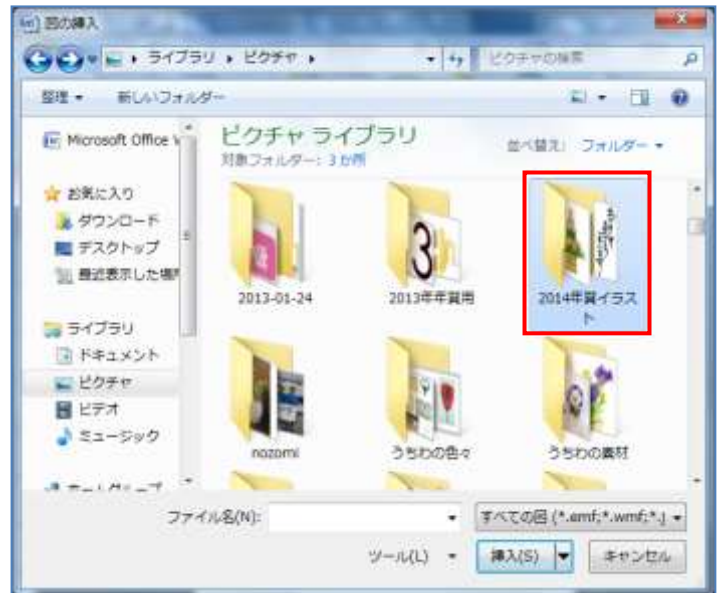 図の挿入
ライブラリ ▸ ピクチャ ▸
ピクチャの検索
整理 新しいフォルダー
Microsoft Office
お気に入り
ダウンロード
デスクトップ
最近表示した場所
ライブラリ
ドキュメント
ピクチャ
ビデオ
ミュージック
ホームグループ
ピクチャ ライブラリ
対象フォルダー: 3 か所
並べ替え: フォルダー
2013-01-24
2013年年賀用
2014年賀イラス
ト
nozomi
うちわの色々
うちわの素材
ファイル名(N):
すべての図 (*.emf;*.wmf;*.j
ツール(L)
挿入(S)
キャンセル